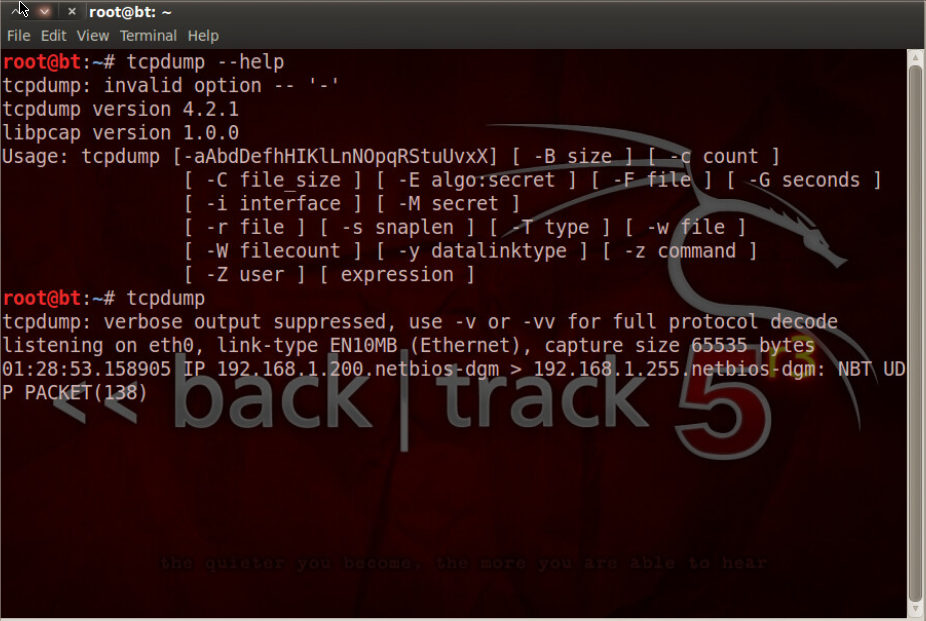 root@bt: ~
File Edit View Terminal Help
root@bt:~# tcpdump --help
tcpdump: invalid option -- '-'
tcpdump version 4.2.1
libpcap version 1.0.0
Usage: tcpdump [-aAbdDefhHIKlLnNOpqRStuUvxX] [ -B size ] [ -c count ]
[ -C file_size ] [ -E algo:secret ] [ -F file ] [ -G seconds ]
[ -i interface ] [ -M secret ]
[ -r file ] [ -s snaplen ] [ -T type ] [ -w file ]
[ -W filecount ] [ -y datalinktype ] [ -z command ]
[ -Z user ] [ expression ]
root@bt:~# tcpdump
tcpdump: verbose output suppressed, use -v or -vv for full protocol decode
listening on eth0, link-type EN10MB (Ethernet), capture size 65535 bytes
01:28:53.158905 IP 192.168.1.200.netbios-dgm > 192.168.1.255.netbios-dgm: NBT UD
P PACKET(138)
<< back | track 5 r3
the quieter you become, the more you are able to hear